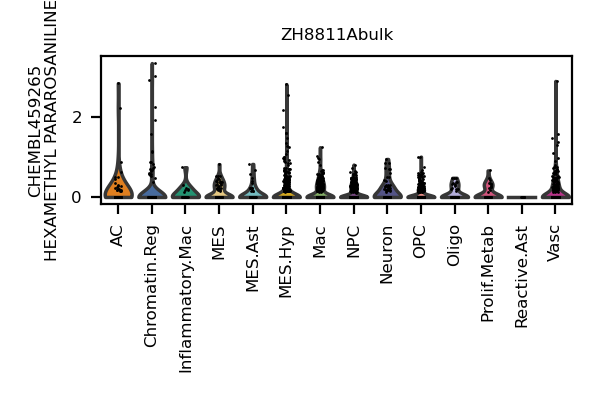 ZH8811Abulk
CHEMBL459265
HEXAMETHYL PARAROSANILINE
2
0
AC
Chromatin.Reg
Inflammatory.Mac
MES
MES.Ast
MES.Hyp
Mac
NPC
Neuron
OPC
Oligo
Prolif.Metab
Reactive.Ast
Vasc